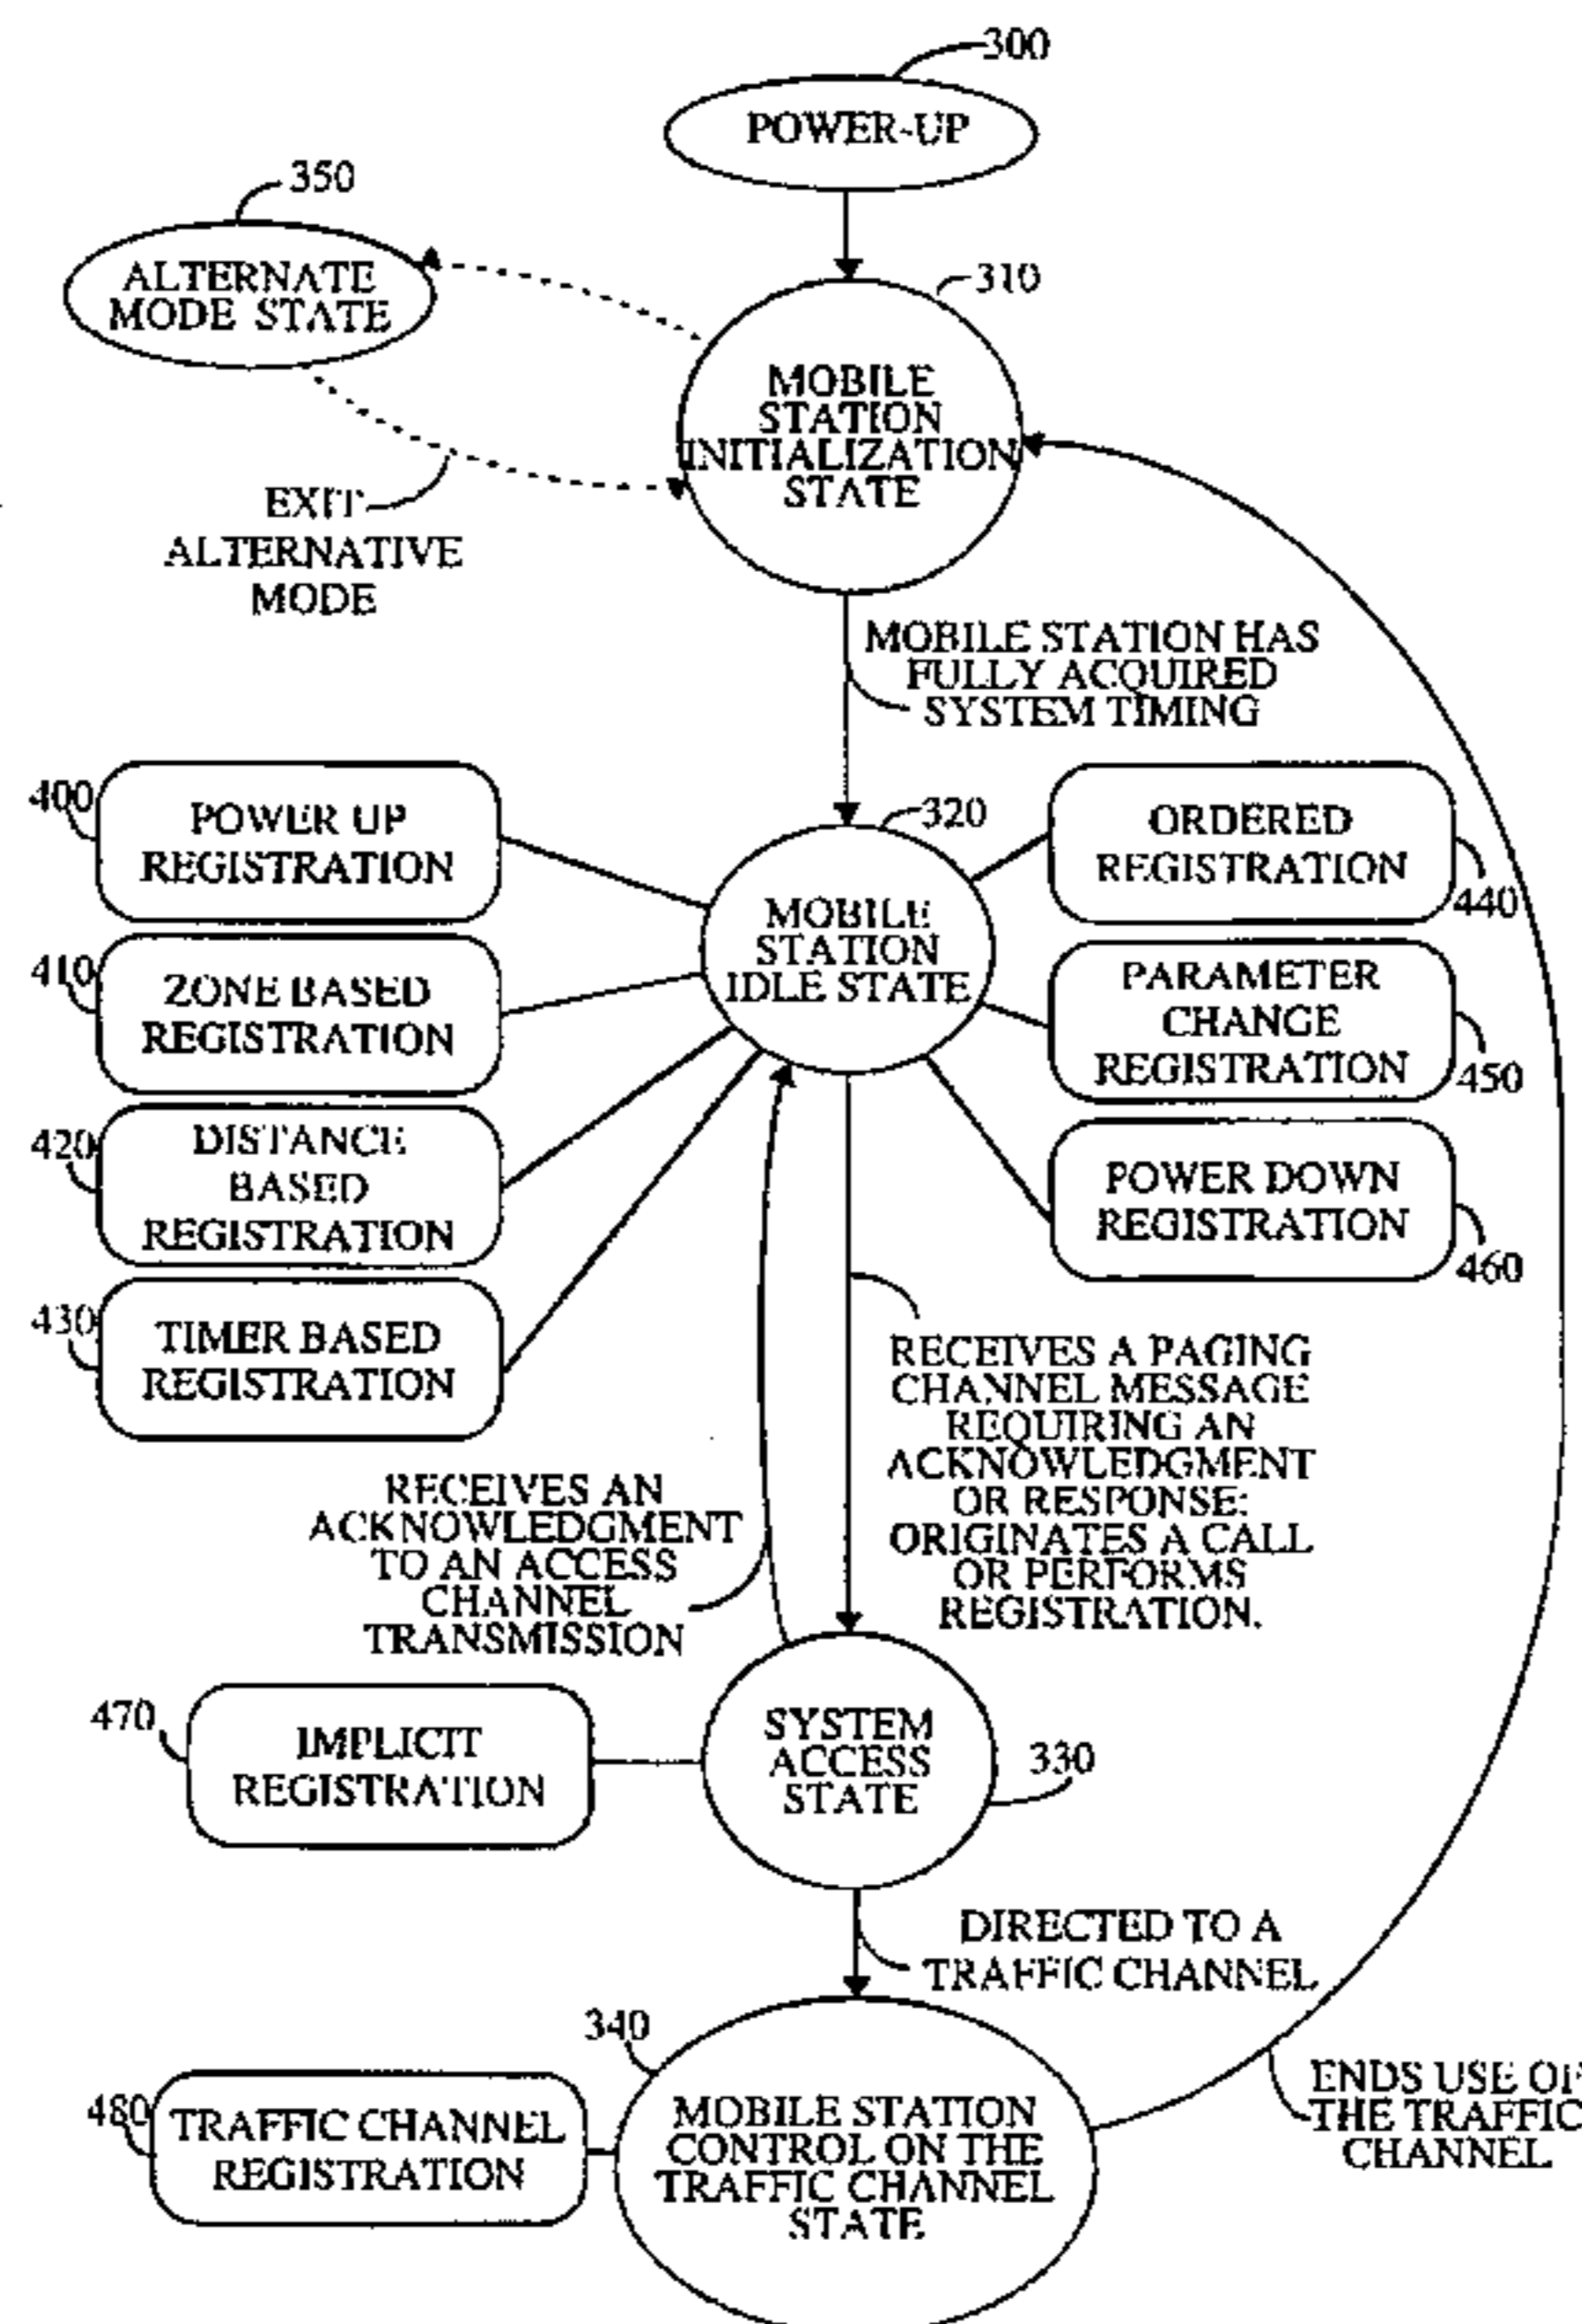 300
POWER-UP
350
ALTERNATE
MODE STATE
310
MOBILE
STATION
INITIALIZATION
STATE
EXIT
ALTERNATIVE
MODE
MOBILE STATION HAS
FULLY ACQUIRED
SYSTEM TIMING
400
POWER UP
REGISTRATION
320
ORDERED
REGISTRATION
440
MOBILE
STATION
IDLE STATE
410
ZONE BASED
REGISTRATION
PARAMETER
CHANGE
REGISTRATION
450
420
DISTANCE
BASED
REGISTRATION
POWER DOWN
REGISTRATION
460
430
TIMER BASED
REGISTRATION
RECEIVES A PAGING
CHANNEL MESSAGE
REQUIRING AN
ACKNOWLEDGMENT
OR RESPONSE:
ORIGINATES A CALL
OR PERFORMS
REGISTRATION.
RECEIVES AN
ACKNOWLEDGMENT
TO AN ACCESS
CHANNEL
TRANSMISSION
470
IMPLICIT
REGISTRATION
SYSTEM
ACCESS
STATE
330
DIRECTED TO A
TRAFFIC CHANNEL
340
480
TRAFFIC CHANNEL
REGISTRATION
MOBILE STATION
CONTROL ON THE
TRAFFIC CHANNEL
STATE
ENDS USE OF
THE TRAFFIC
CHANNEL